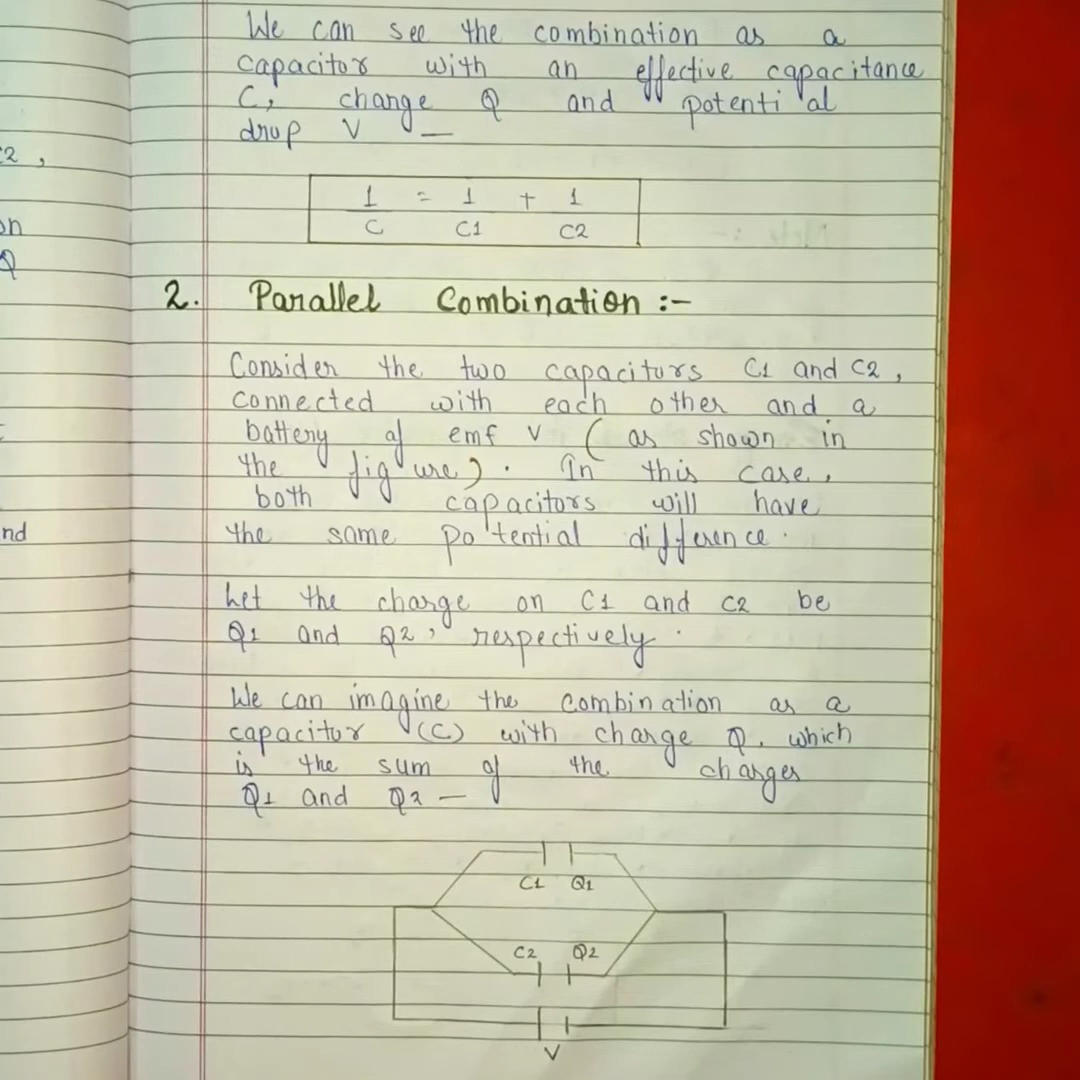 We can see the combination as a
capacitor with an effective capacitance
C, change Q and potential
drop V —
1/C = 1/C1 + 1/C2
2. Parallel Combination :-
Consider the two capacitors C1 and C2,
connected with each other and a
battery of emf V (as shown in
the figure). In this case,
both capacitors will have
the same potential difference.
Let the charge on C1 and C2 be
Q1 and Q2, respectively.
We can imagine the combination as a
capacitor (C) with charge Q, which
is the sum of the charges
Q1 and Q2 —
C1 Q1
C2 Q2
V
C2,
on
Q
nd